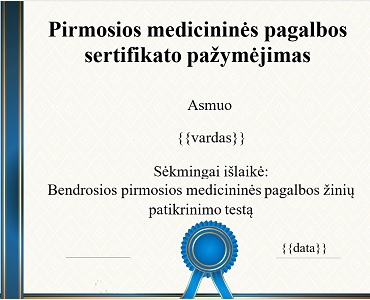 Pirmosios medicininės pagalbos
sertifikato pažymėjimas
Asmuo
{{vardas}}
Sėkmingai išlaikė:
Bendrosios pirmosios medicininės pagalbos žinių
patikrinimo testą
{{data}}